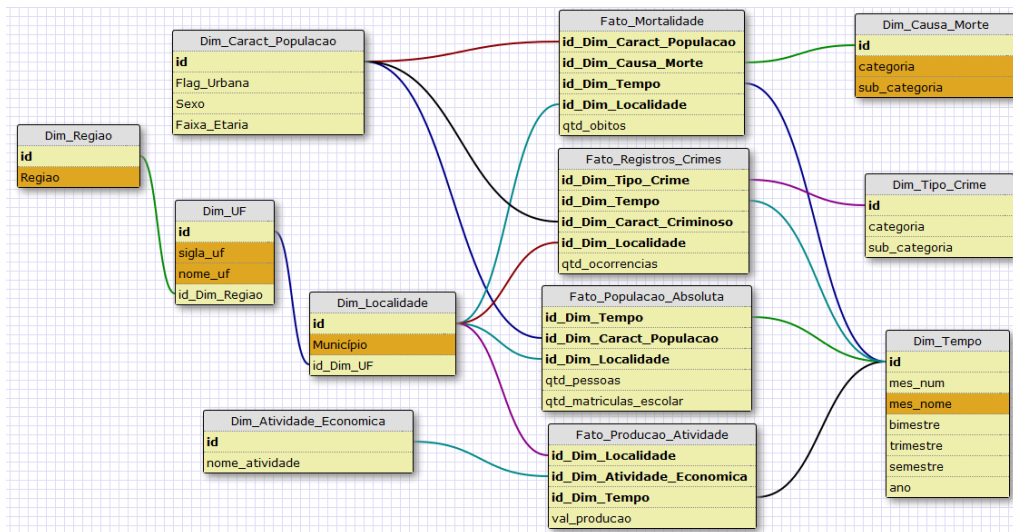 Fato_Mortalidade
id_Dim_Caract_Populacao
id_Dim_Causa_Morte
id_Dim_Tempo
id_Dim_Localidade
qtd_obitos
Dim_Causa_Morte
id
categoria
sub_categoria
Dim_Caract_Populacao
id
Flag_Urbana
Sexo
Faixa_Etaria
Dim_Regiao
id
Regiao
Fato_Registros_Crimes
id_Dim_Tipo_Crime
id_Dim_Tempo
id_Dim_Caract_Criminoso
id_Dim_Localidade
qtd_ocorrencias
Dim_Tipo_Crime
id
categoria
sub_categoria
Dim_UF
id
sigla_uf
nome_uf
id_Dim_Regiao
Dim_Localidade
id
Município
id_Dim_UF
Fato_Populacao_Absoluta
id_Dim_Tempo
id_Dim_Caract_Populacao
id_Dim_Localidade
qtd_pessoas
qtd_matriculas_escolar
Dim_Tempo
id
mes_num
mes_nome
bimestre
trimestre
semestre
ano
Dim_Atividade_Economica
id
nome_atividade
Fato_Producao_Atividade
id_Dim_Localidade
id_Dim_Atividade_Economica
id_Dim_Tempo
val_producao